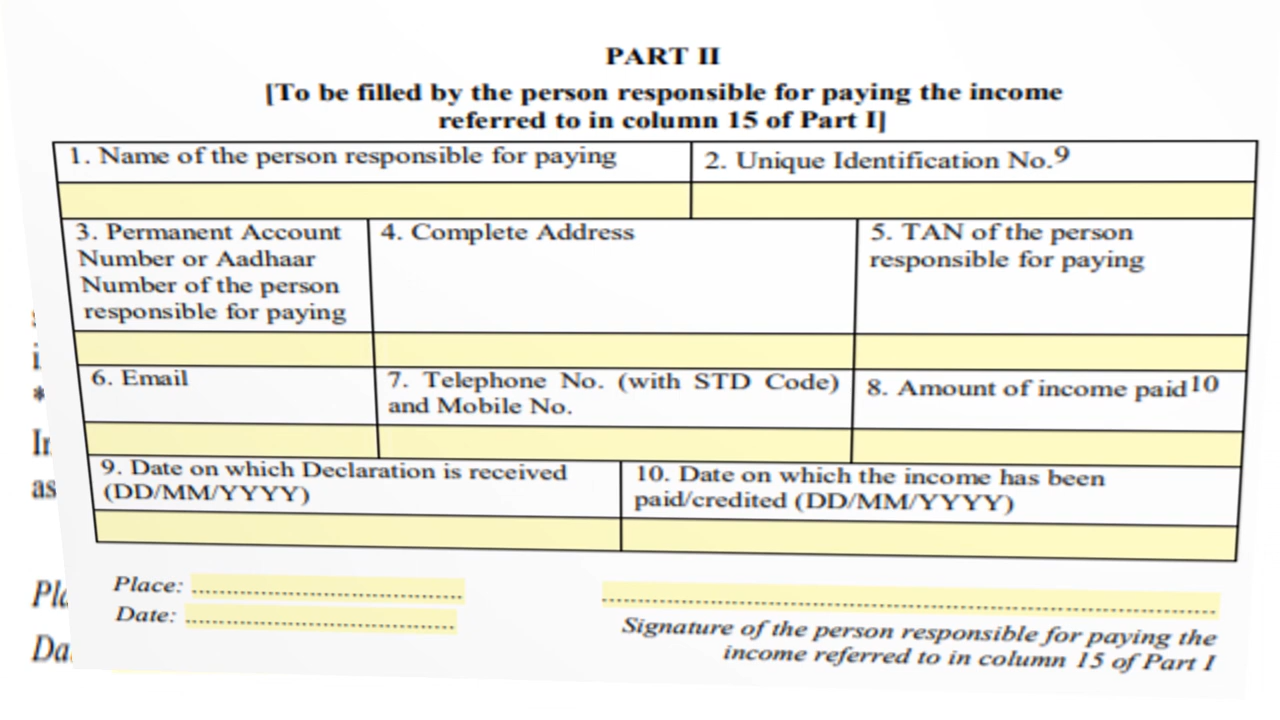 PART II
[To be filled by the person responsible for paying the income
referred to in column 15 of Part I]
1. Name of the person responsible for paying
2. Unique Identification No.9
3. Permanent Account
Number or Aadhaar
Number of the person
responsible for paying
4. Complete Address
5. TAN of the person
responsible for paying
6. Email
7. Telephone No. (with STD Code)
and Mobile No.
8. Amount of income paid10
9. Date on which Declaration is received
(DD/MM/YYYY)
10. Date on which the income has been
paid/credited (DD/MM/YYYY)
Place: ..........................................
Date: ..........................................
..........................................................................................
Signature of the person responsible for paying the
income referred to in column 15 of Part I
i
*
as